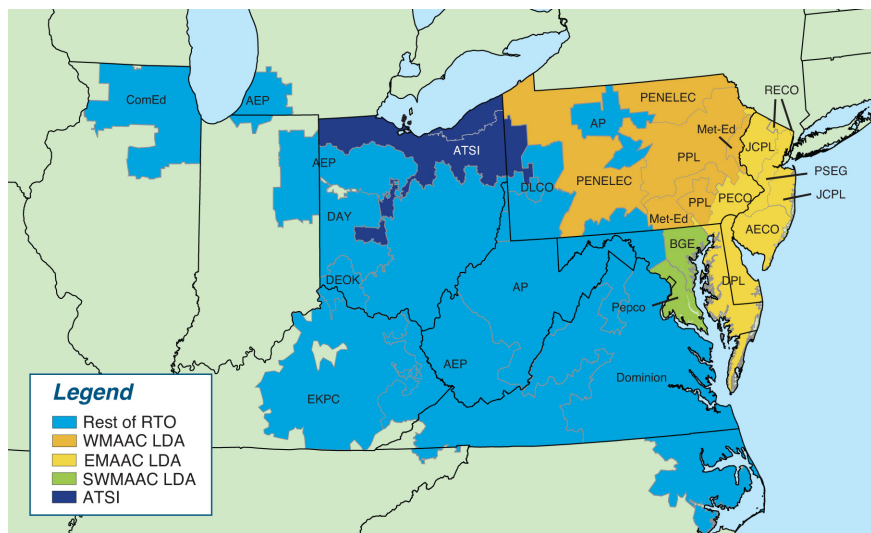 RECO
ComEd
AEP
PENELEC
AP
Met-Ed
JCPL
ATSI
PPL
PSEG
AEP
DLCO
PENELEC
JCPL
PPL
PECO
DAY
Met-Ed
AECO
BGE
DEOK
AP
DPL
Pepco
AEP
Dominion
EKPC
Legend
Rest of RTO
WMAAC LDA
EMAAC LDA
SWMAAC LDA
ATSI